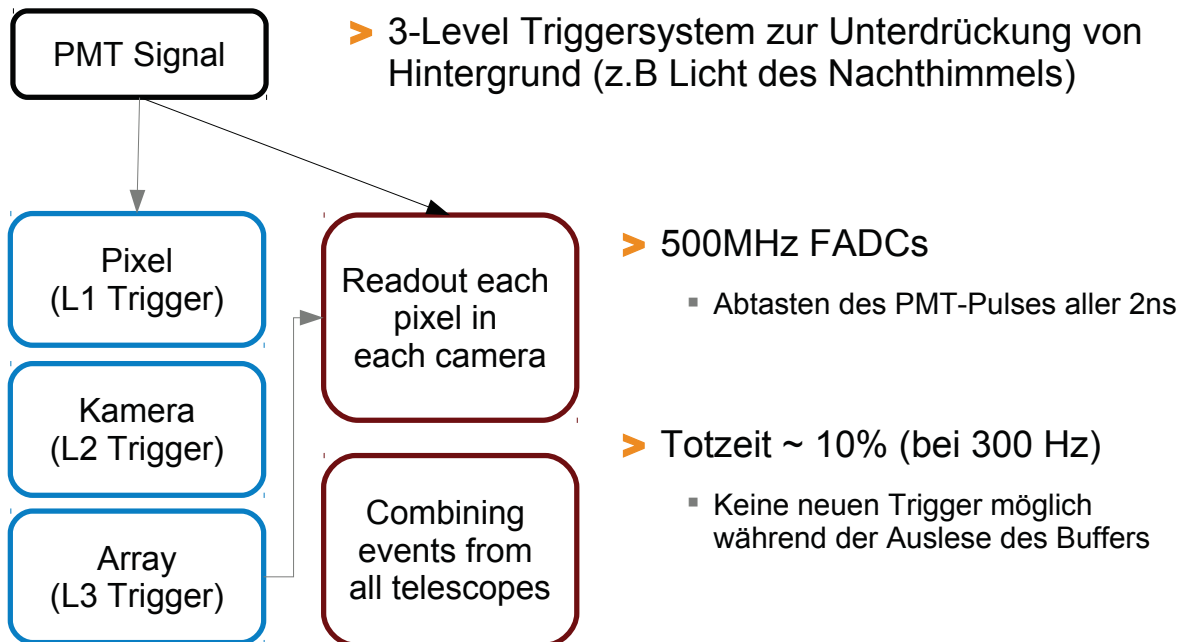 PMT Signal
> 3-Level Triggersystem zur Unterdrückung von
Hintergrund (z.B Licht des Nachthimmels)
Pixel
(L1 Trigger)
Kamera
(L2 Trigger)
Array
(L3 Trigger)
Readout each
pixel in
each camera
Combining
events from
all telescopes
> 500MHz FADCs
▪ Abtasten des PMT-Pulses aller 2ns
> Totzeit ~ 10% (bei 300 Hz)
▪ Keine neuen Trigger möglich
während der Auslese des Buffers